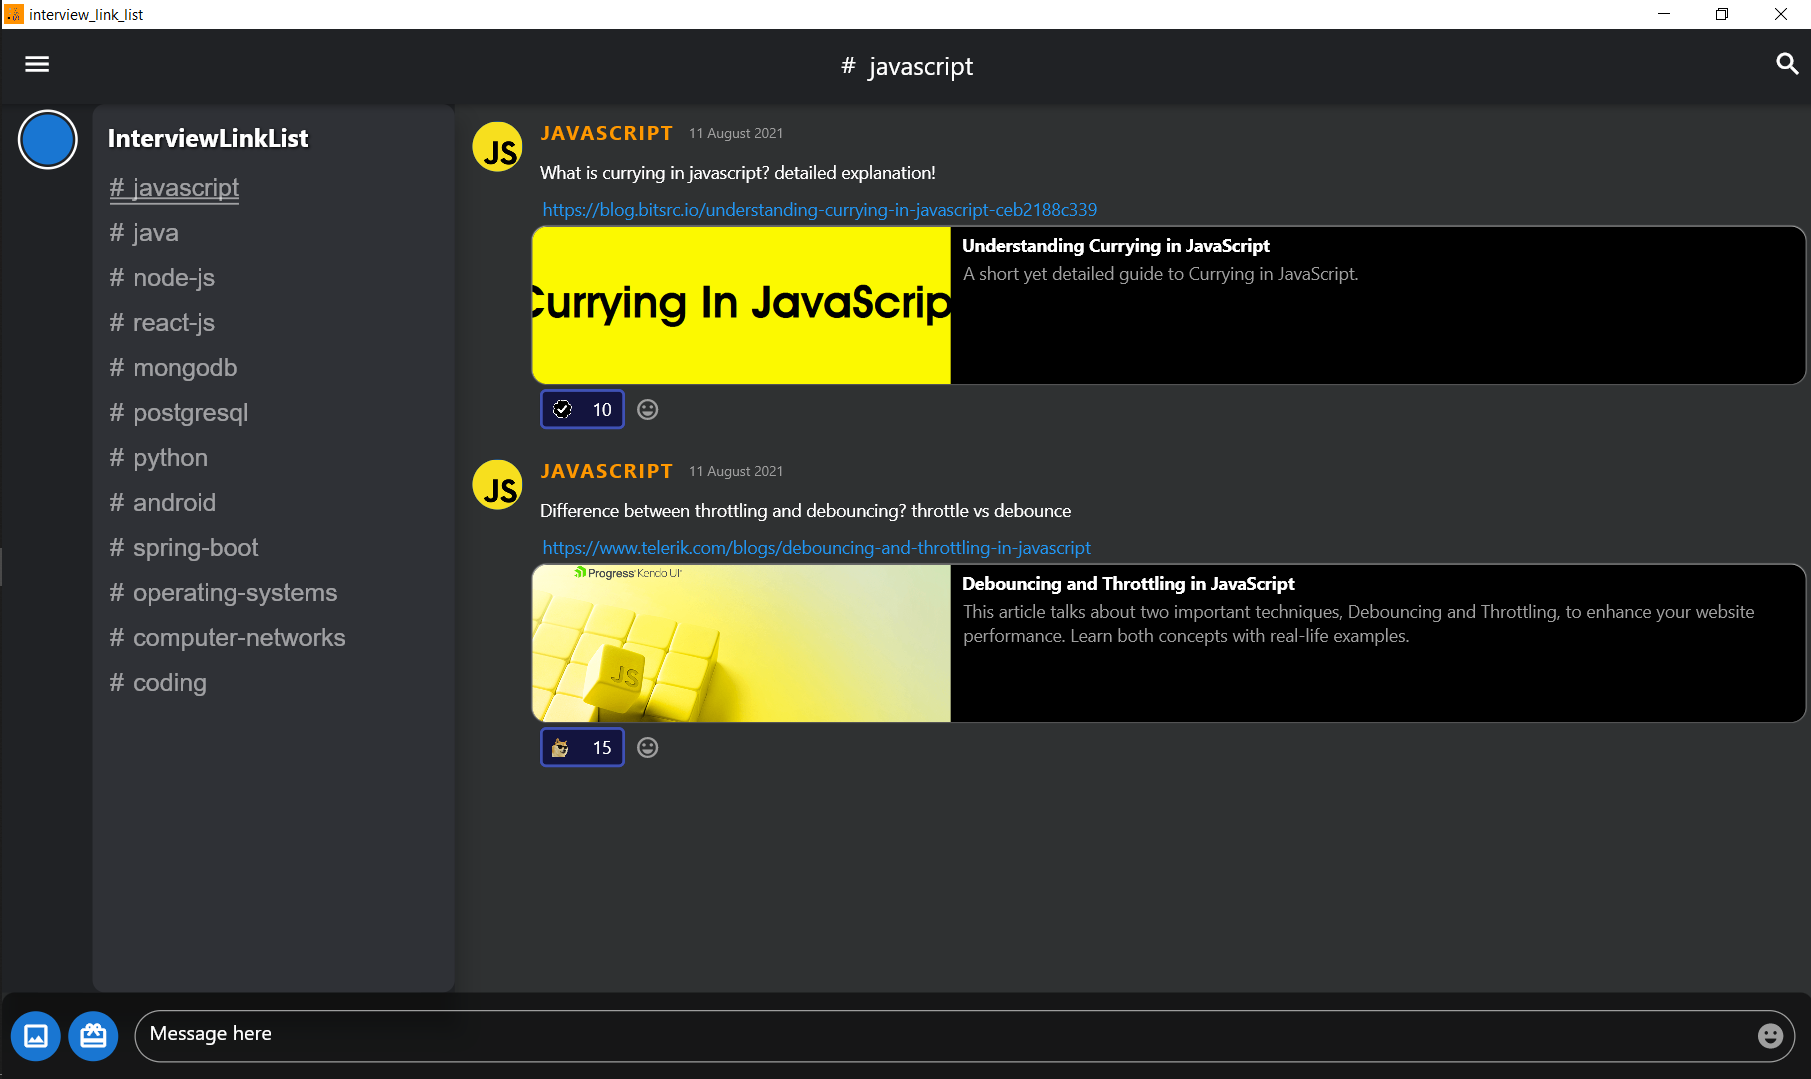 interview_link_list
# javascript
InterviewLinkList
# javascript
# java
# node-js
# react-js
# mongodb
# postgresql
# python
# android
# spring-boot
# operating-systems
# computer-networks
# coding
JS
JAVASCRIPT 11 August 2021
What is currying in javascript? detailed explanation!
https://blog.bitsrc.io/understanding-currying-in-javascript-ceb2188c339
Currying In JavaScrip
Understanding Currying in JavaScript
A short yet detailed guide to Currying in JavaScript.
10
JS
JAVASCRIPT 11 August 2021
Difference between throttling and debouncing? throttle vs debounce
https://www.telerik.com/blogs/debouncing-and-throttling-in-javascript
Progress Kendo UI
JS
Debouncing and Throttling in JavaScript
This article talks about two important techniques, Debouncing and Throttling, to enhance your website
performance. Learn both concepts with real-life examples.
15
Message here